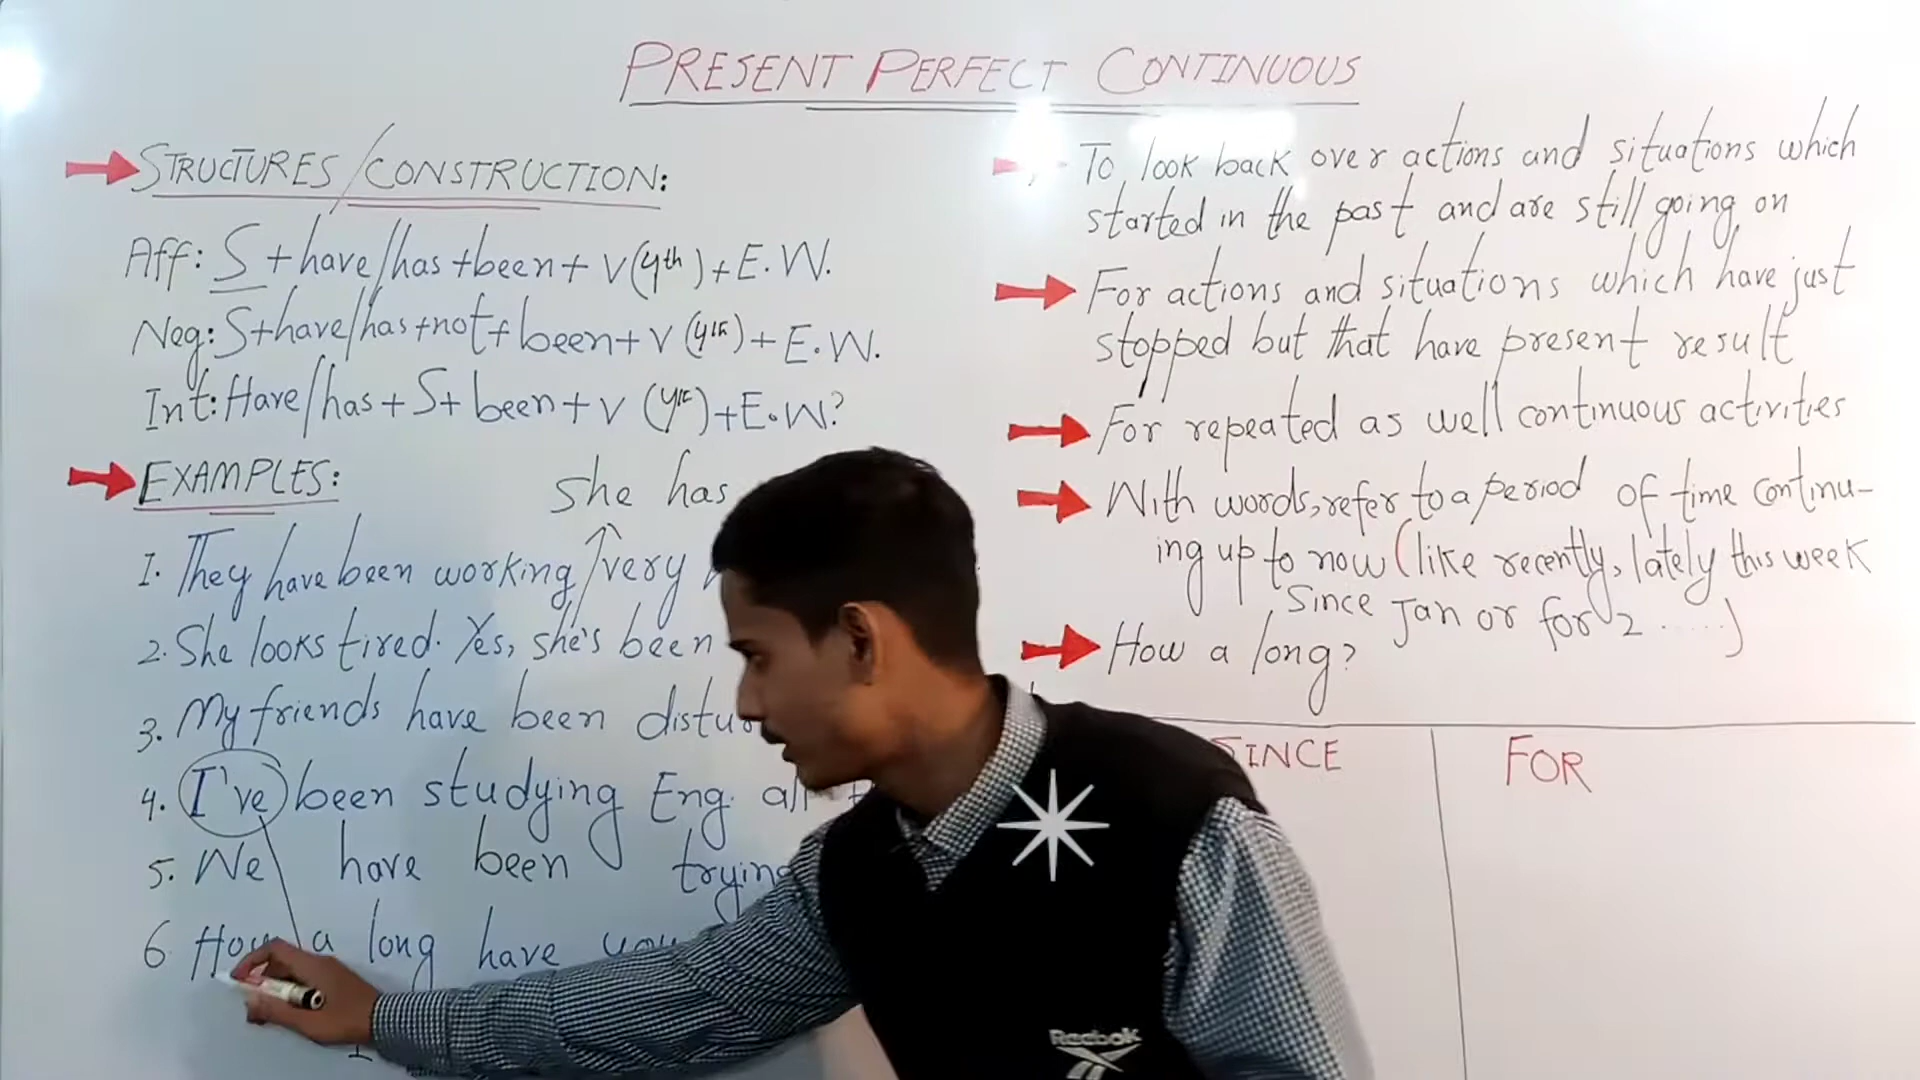 PRESENT PERFECT CONTINUOUS
STRUCTURES/CONSTRUCTION:
Aff: S+have/has+been+V(4th)+E.W.
Neg: S+have/has+not+been+V(4th)+E.W.
Int: Have/has+S+been+V(4th)+E.W?
EXAMPLES:
She has
1. They have been working very
2. She looks tired. Yes, she's been
3. My friends have been
4. I've been studying Eng. all
5. We have been trying
6 How a long have you
To look back over actions and situations which
started in the past and are still going on
For actions and situations which have just
stopped but that have present result
For repeated as well continuous activities
With words, refer to a period of time continu-
ing up to now (like recently, lately this week
Since Jan or for 2 .....)
How a long?
SINCE
FOR
Reebok